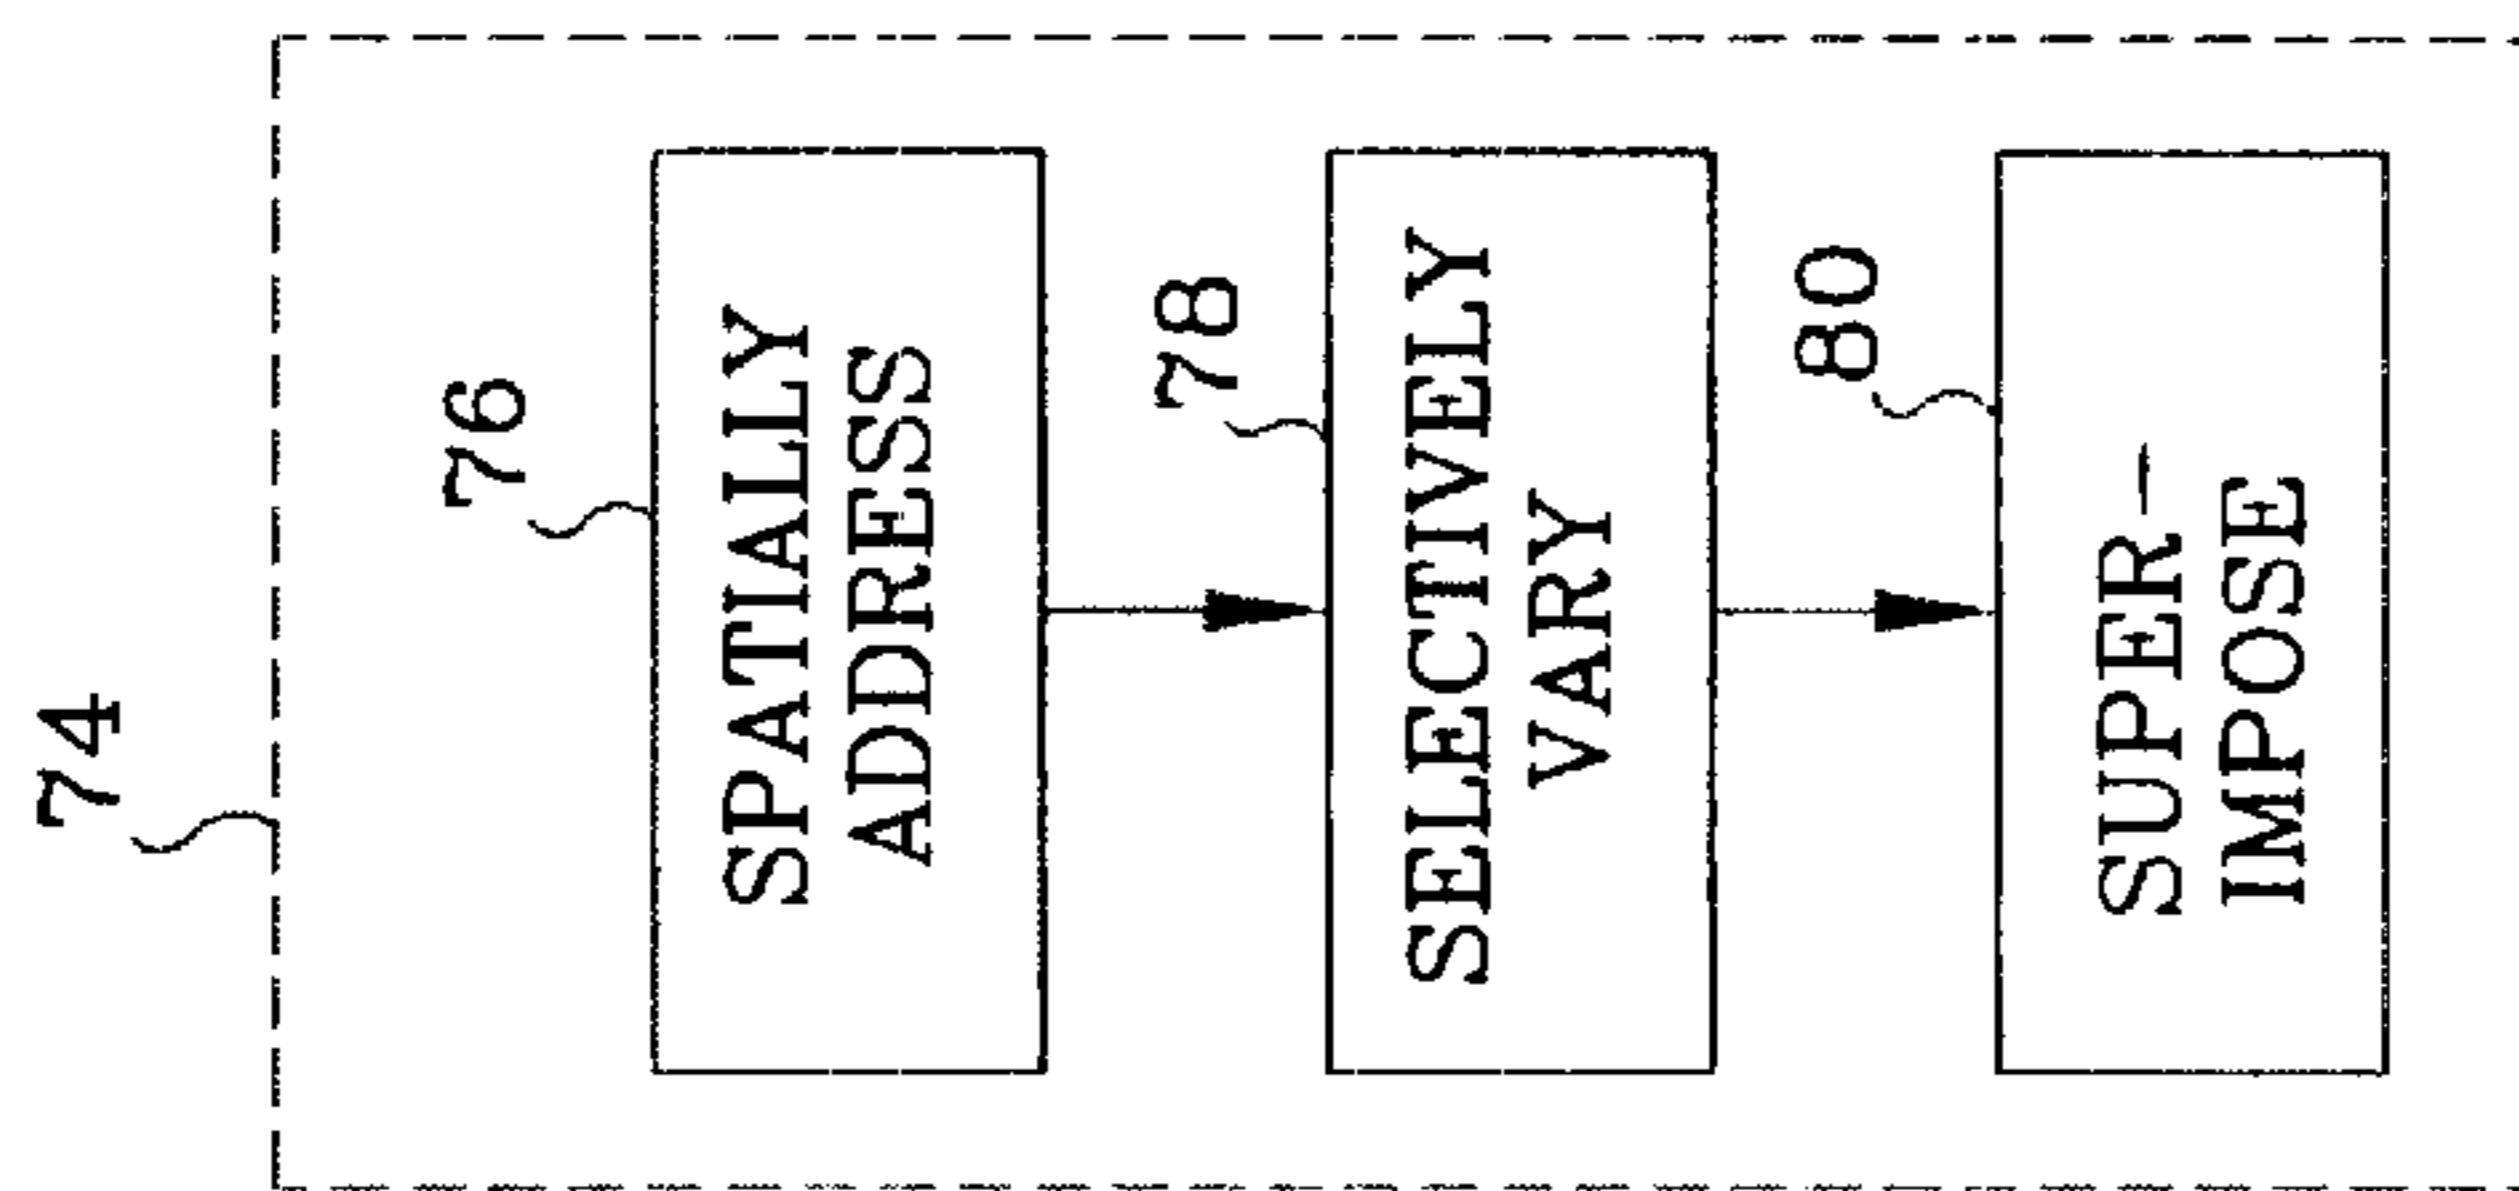 74
76
SPATIALLY
ADDRESS
78
SELECTIVELY
VARY
80
SUPER-
IMPOSE